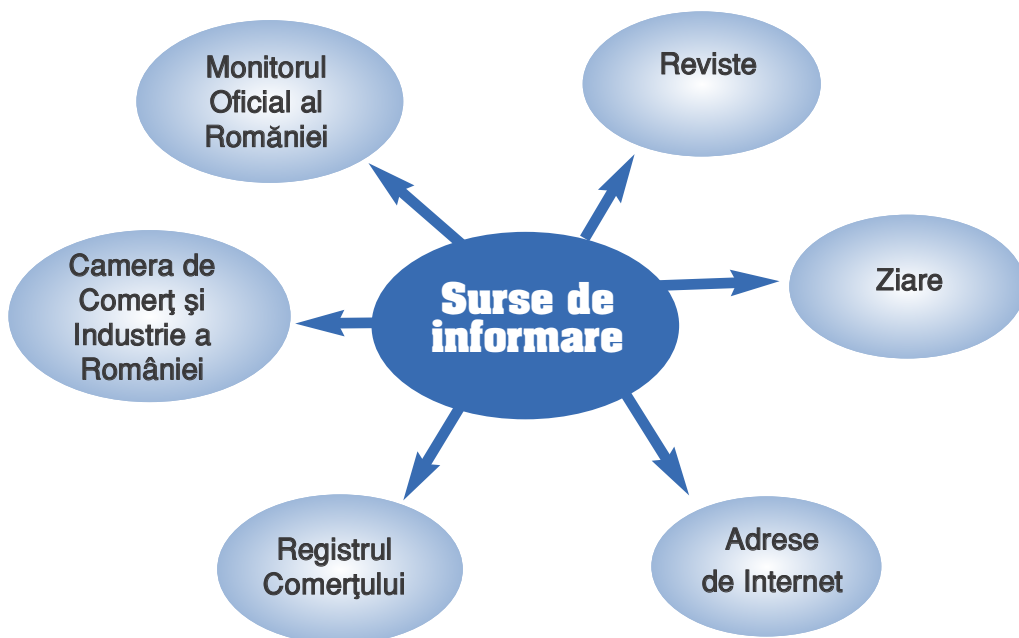 Monitorul
Oficial al
Romăniei
Reviste
Camera de
Comerţ şi
Industrie a
României
Surse de
informare
Ziare
Registrul
Comerţului
Adrese
de Internet